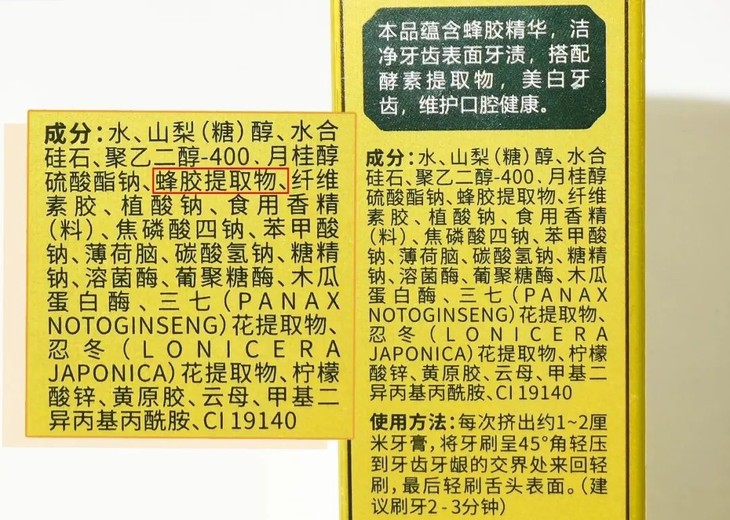 成分：水、山梨（糖）醇、水合
硅石、聚乙二醇-400、月桂醇
硫酸酯钠、蜂胶提取物、纤维
素胶、植酸钠、食用香精
（料）、焦磷酸四钠、苯甲酸
钠、薄荷脑、碳酸氢钠、糖精
钠、溶菌酶、葡聚糖酶、木瓜
蛋白酶、三七（PANAX
NOTOGINSENG）花提取物、
忍冬（LONICERA
JAPONICA）花提取物、柠檬
酸锌、黄原胶、云母、甲基二
异丙基丙酰胺、CI 19140
本品蕴含蜂胶精华，洁
净牙齿表面牙渍，搭配
酵素提取物，美白牙
齿，维护口腔健康。
成分：水、山梨（糖）醇、水合
硅石、聚乙二醇-400、月桂醇
硫酸酯钠、蜂胶提取物、纤维
素胶、植酸钠、食用香精
（料）、焦磷酸四钠、苯甲酸
钠、薄荷脑、碳酸氢钠、糖精
钠、溶菌酶、葡聚糖酶、木瓜
蛋白酶、三七（PANAX
NOTOGINSENG）花提取物、
忍冬（LONICERA
JAPONICA）花提取物、柠檬
酸锌、黄原胶、云母、甲基二
异丙基丙酰胺、CI 19140
使用方法：每次挤出约1~2厘
米牙膏，将牙刷呈45°角轻压
到牙齿牙龈的交界处来回轻
刷，最后轻刷舌头表面。（建
议刷牙2-3分钟）